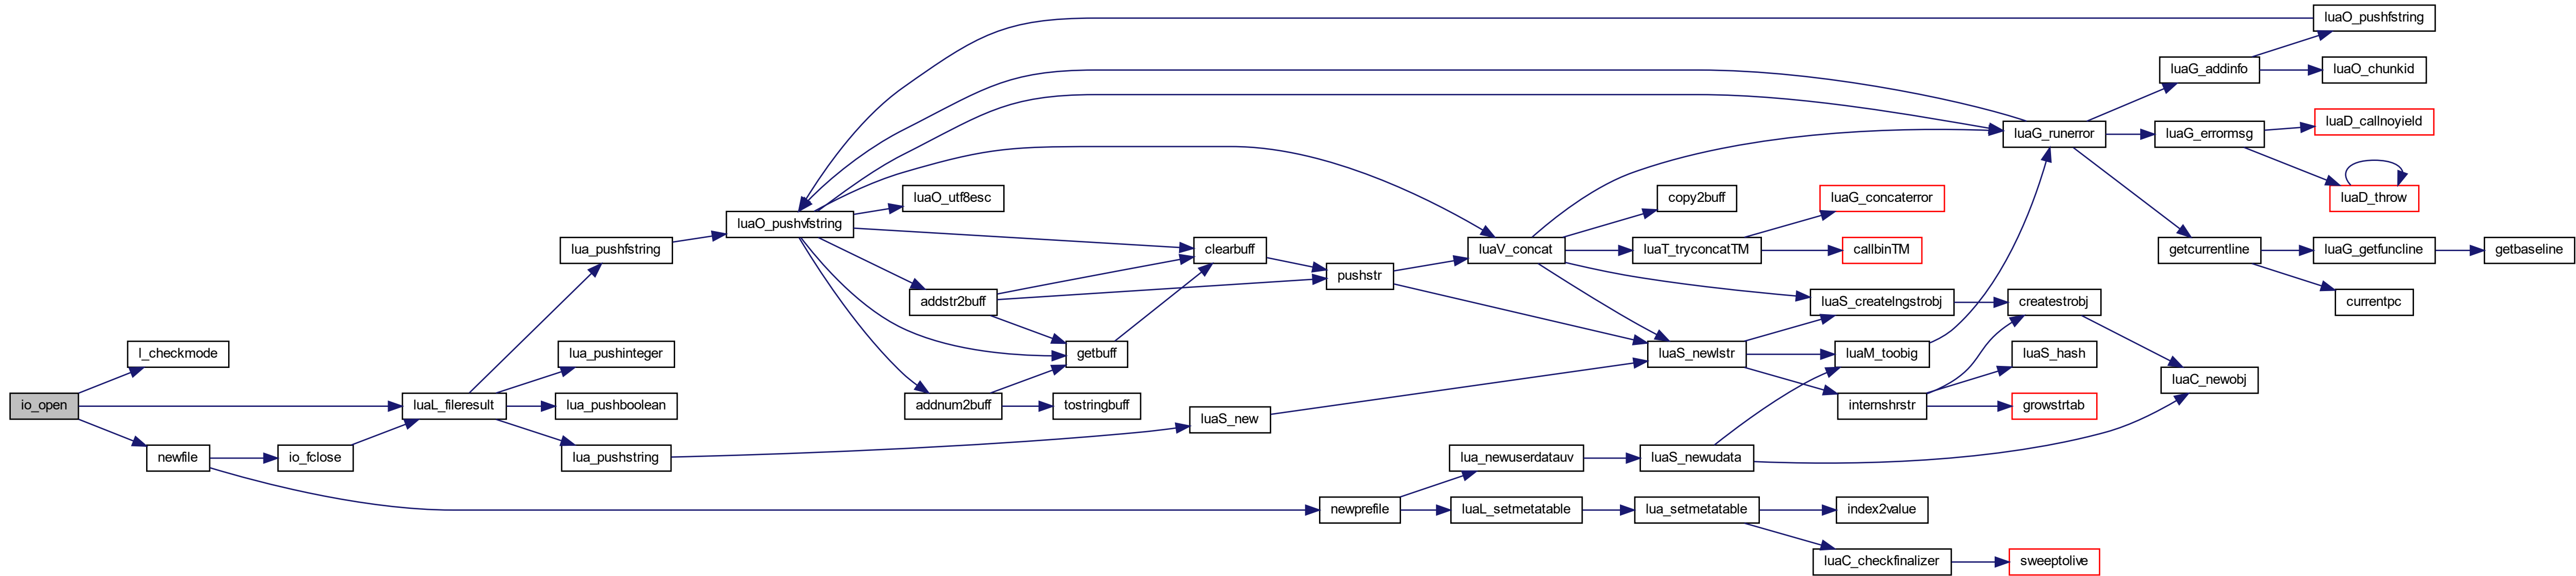 io_open
l_checkmode
newfile
io_fclose
luaL_fileresult
lua_pushfstring
lua_pushinteger
lua_pushboolean
lua_pushstring
luaO_pushvfstring
luaO_utf8esc
addstr2buff
addnum2buff
getbuff
tostringbuff
clearbuff
luaS_new
pushstr
newprefile
luaV_concat
lua_newuserdatauv
luaL_setmetatable
copy2buff
luaT_tryconcatTM
luaS_newlstr
luaS_newudata
lua_setmetatable
luaG_concaterror
callbinTM
luaS_createlngstrobj
luaM_toobig
internshrstr
index2value
luaC_checkfinalizer
luaG_runerror
createstrobj
luaS_hash
growstrtab
sweeptolive
luaG_addinfo
luaG_errormsg
getcurrentline
luaC_newobj
luaO_pushfstring
luaO_chunkid
luaD_callnoyield
luaD_throw
luaG_getfuncline
currentpc
getbaseline